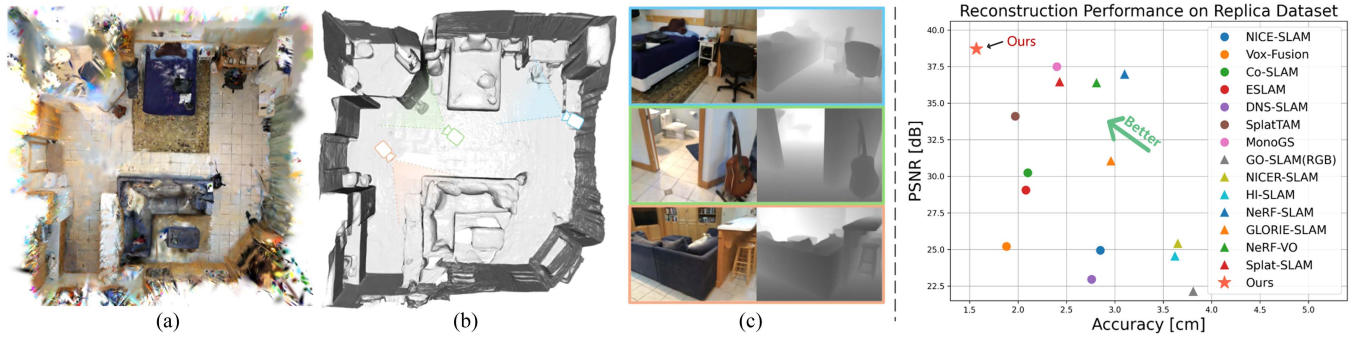 (a)
(b)
(c)
Reconstruction Performance on Replica Dataset
PSNR [dB]
40.0
37.5
35.0
32.5
30.0
27.5
25.0
22.5
Ours
Better
NICE-SLAM
Vox-Fusion
Co-SLAM
ESLAM
DNS-SLAM
SplatTAM
MonoGS
GO-SLAM(RGB)
NICER-SLAM
HI-SLAM
NeRF-SLAM
GLORIE-SLAM
NeRF-VO
Splat-SLAM
Ours
1.5 2.0 2.5 3.0 3.5 4.0 4.5 5.0
Accuracy [cm]